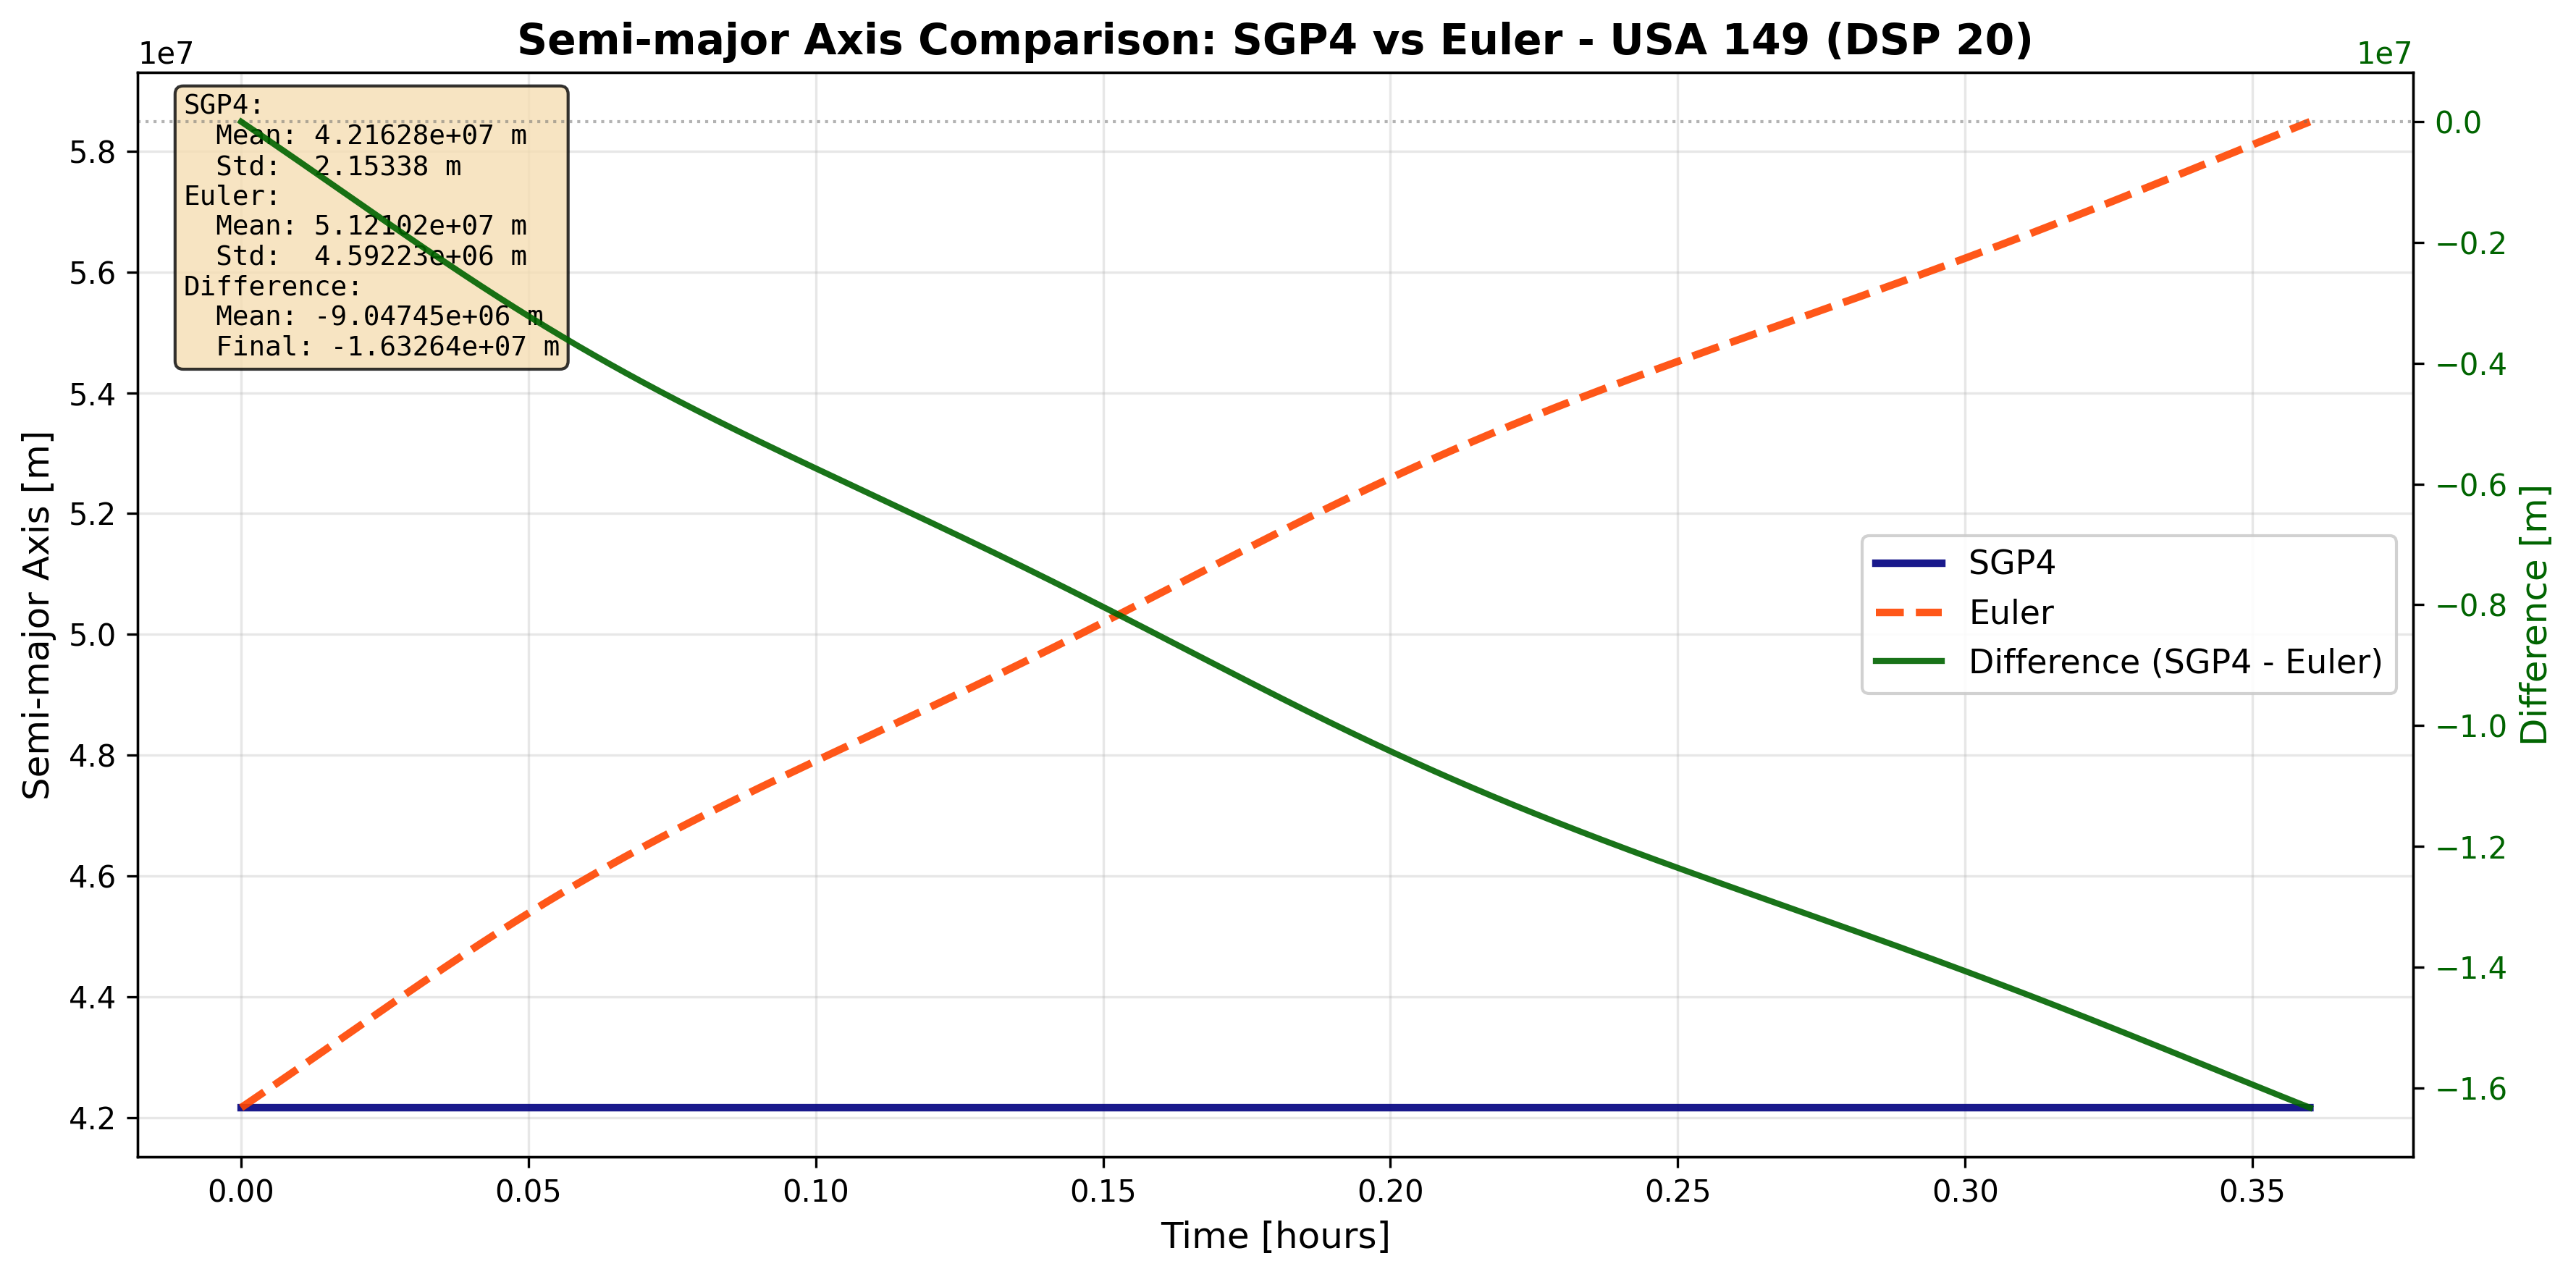 Semi-major Axis Comparison: SGP4 vs Euler - USA 149 (DSP 20)
1e7
1e7
SGP4:
Mean: 4.21628e+07 m
Std: 2.15338 m
Euler:
Mean: 5.12102e+07 m
Std: 4.59223e+06 m
Difference:
Mean: -9.04745e+06 m
Final: -1.63264e+07 m
Semi-major Axis [m]
5.8
5.6
5.4
5.2
5.0
4.8
4.6
4.4
4.2
SGP4
Euler
Difference (SGP4 - Euler)
0.0
−0.2
−0.4
−0.6
−0.8
−1.0
−1.2
−1.4
−1.6
Difference [m]
0.00 0.05 0.10 0.15 0.20 0.25 0.30 0.35
Time [hours]